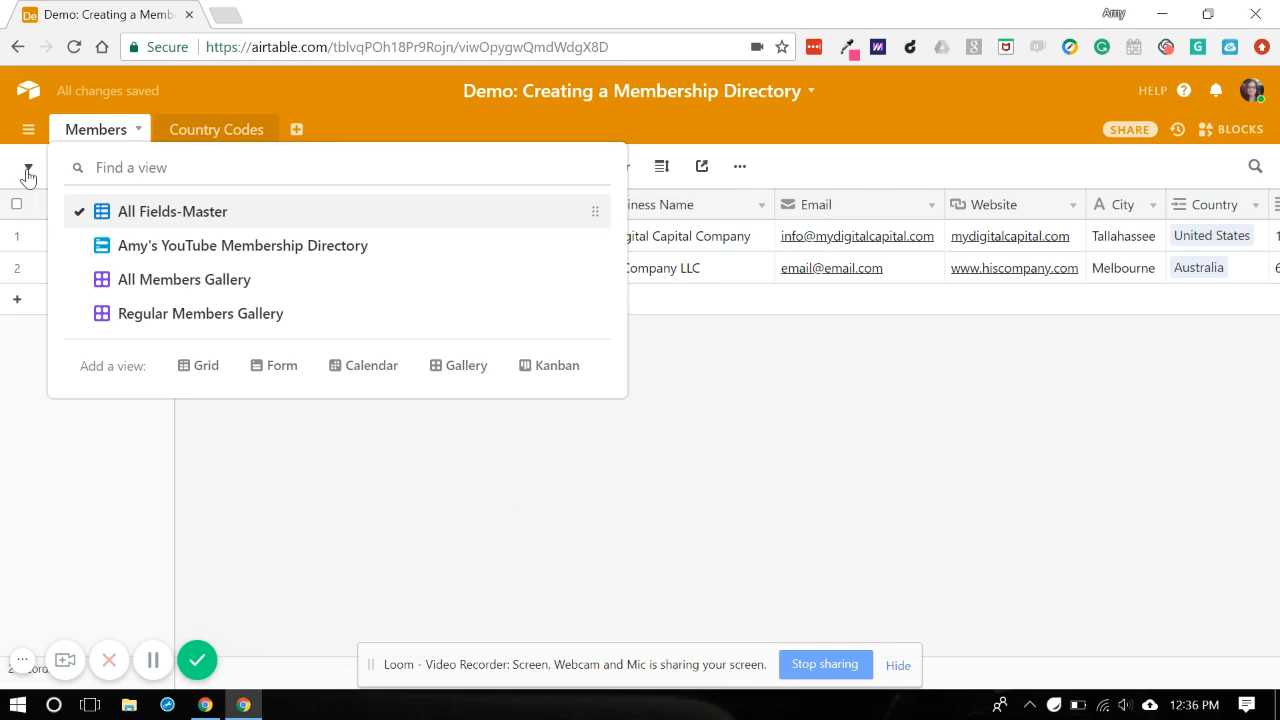 De Demo: Creating a Memb
Amy
Secure https://airtable.com/tblvqPOh18Pr9Rojn/viwOpygwQmdWdgX8D
All changes saved
Demo: Creating a Membership Directory
HELP
Members
Country Codes
SHARE
BLOCKS
Find a view
All Fields-Master
Amy's YouTube Membership Directory
All Members Gallery
Regular Members Gallery
Add a view: Grid Form Calendar Gallery Kanban
iness Name Email Website City Country
1 gital Capital Company info@mydigitalcapital.com mydigitalcapital.com Tallahassee United States
2 Company LLC email@email.com www.hiscompany.com Melbourne Australia
Loom - Video Recorder: Screen, Webcam and Mic is sharing your screen.
Stop sharing
Hide
12:36 PM